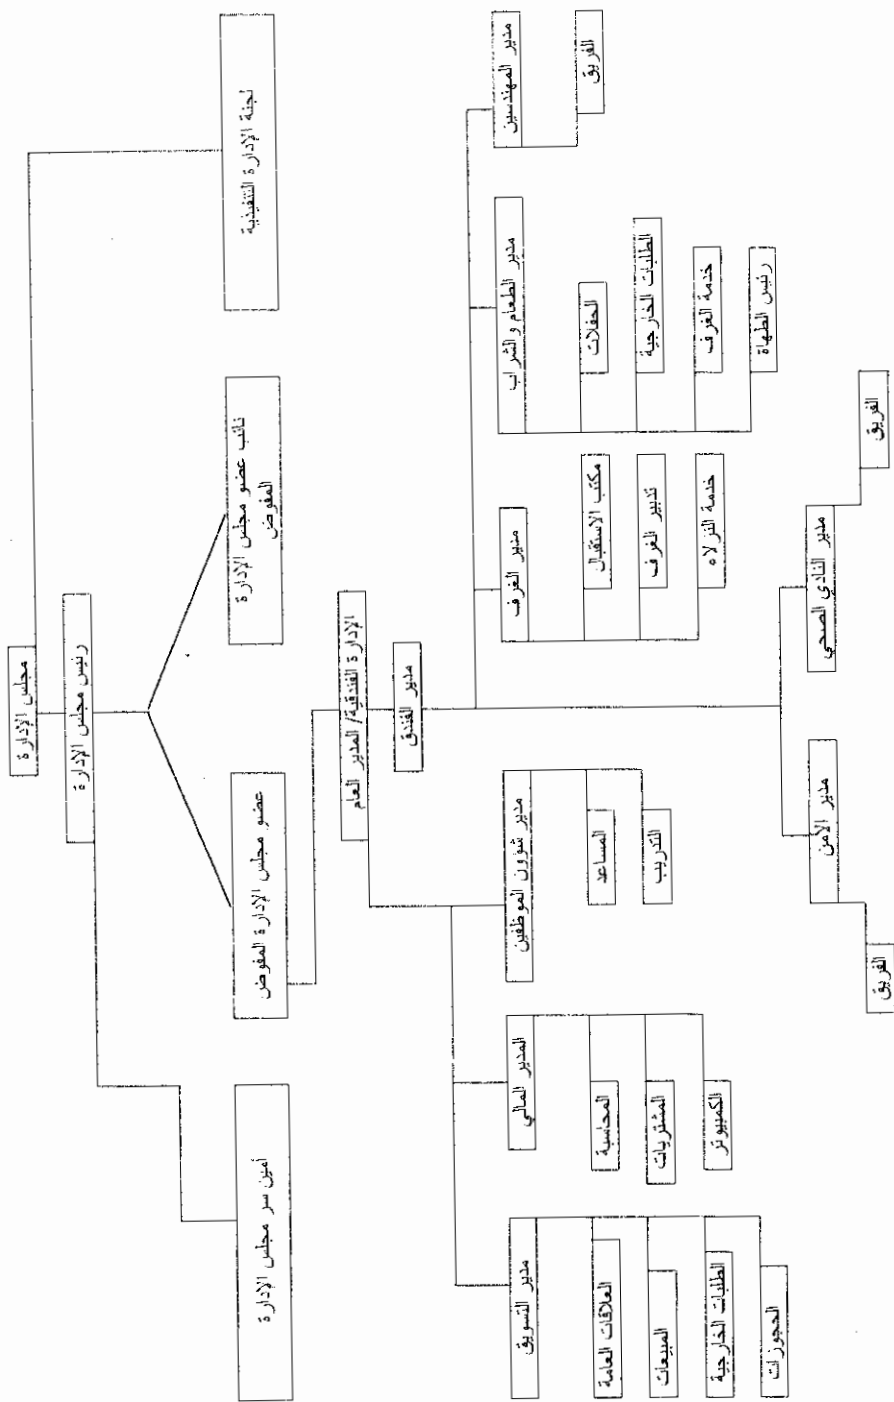 مجلس الإدارة
رئيس مجلس الإدارة
لجنة الإدارة التنفيذية
نائب عضو مجلس الإدارة
المفوض
عضو مجلس الإدارة المفوض
أمين سر مجلس الإدارة
الإدارة الفندقية/ المدير العام
مدير الفندق
مدير المهندسين
الفريق
مدير الطعام والشراب
الحفلات
الطلبات الخارجية
خدمة الغرف
رئيس الطهاة
مدير الغرف
مكتب الاستقبال
تدبير الغرف
خدمة النزلاء
مدير شؤون الموظفين
المساعد
التدريب
المدير المالي
المحاسبة
المشتريات
الكمبيوتر
مدير التسويق
العلاقات العامة
المبيعات
الطلبات الخارجية
الحجوزات
مدير النادي الصحي
الفريق
مدير الأمن
الفريق